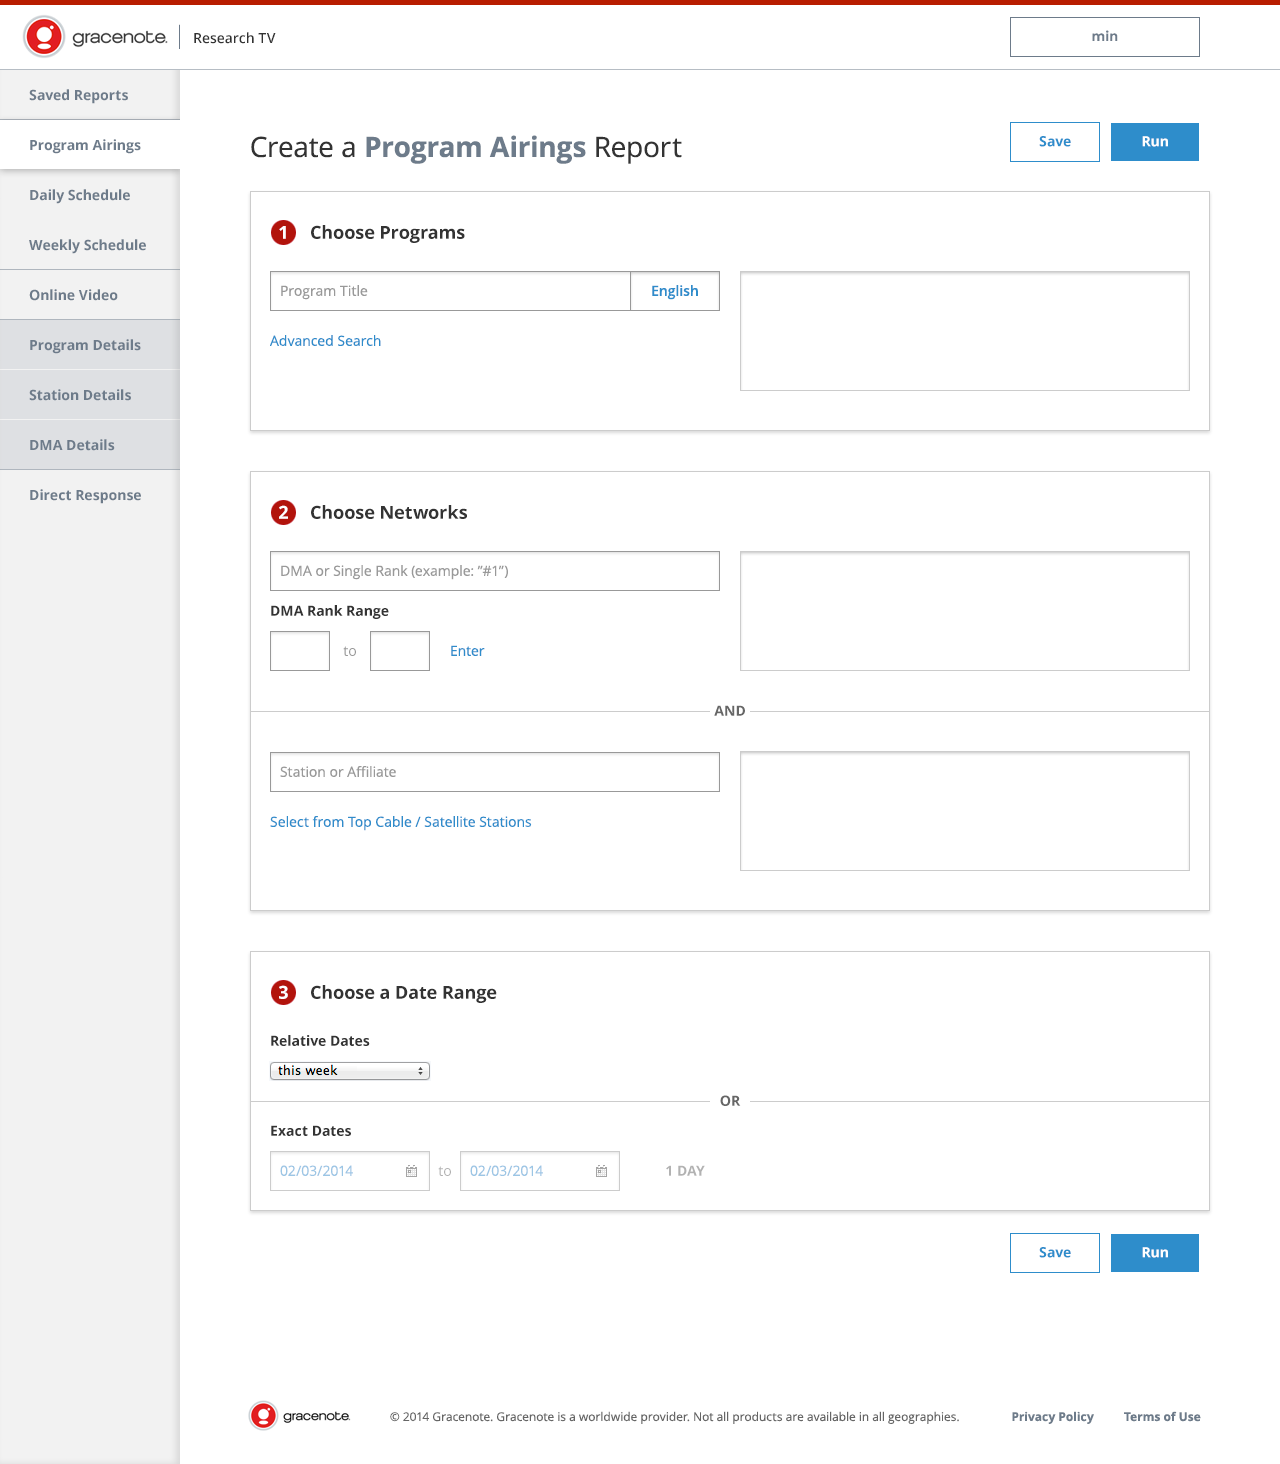 gracenote. Research TV
min
Saved Reports
Program Airings
Daily Schedule
Weekly Schedule
Online Video
Program Details
Station Details
DMA Details
Direct Response
Create a Program Airings Report
Save Run
1 Choose Programs
Program Title English
Advanced Search
2 Choose Networks
DMA or Single Rank (example: "#1")
DMA Rank Range
to Enter
AND
Station or Affiliate
Select from Top Cable / Satellite Stations
3 Choose a Date Range
Relative Dates
this week
OR
Exact Dates
02/03/2014 to 02/03/2014 1 DAY
Save Run
gracenote. © 2014 Gracenote. Gracenote is a worldwide provider. Not all products are available in all geographies. Privacy Policy Terms of Use